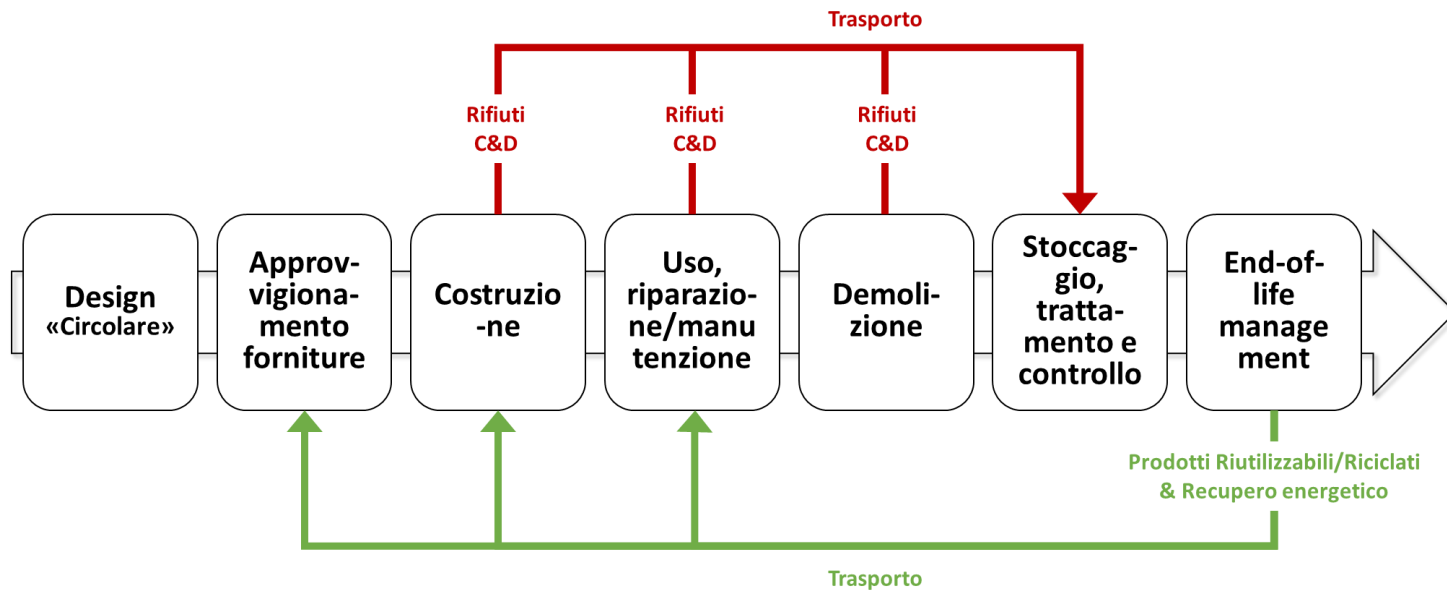 Trasporto
Rifiuti
C&D
Rifiuti
C&D
Rifiuti
C&D
Design
«Circolare»
Approv-
vigiona-
mento
forniture
Costruzio
-ne
Uso,
riparazio-
ne/manu
tenzione
Demoli-
zione
Stoccag-
gio,
tratta-
mento e
controllo
End-of-
life
manage
ment
Prodotti Riutilizzabili/Riciclati
& Recupero energetico
Trasporto